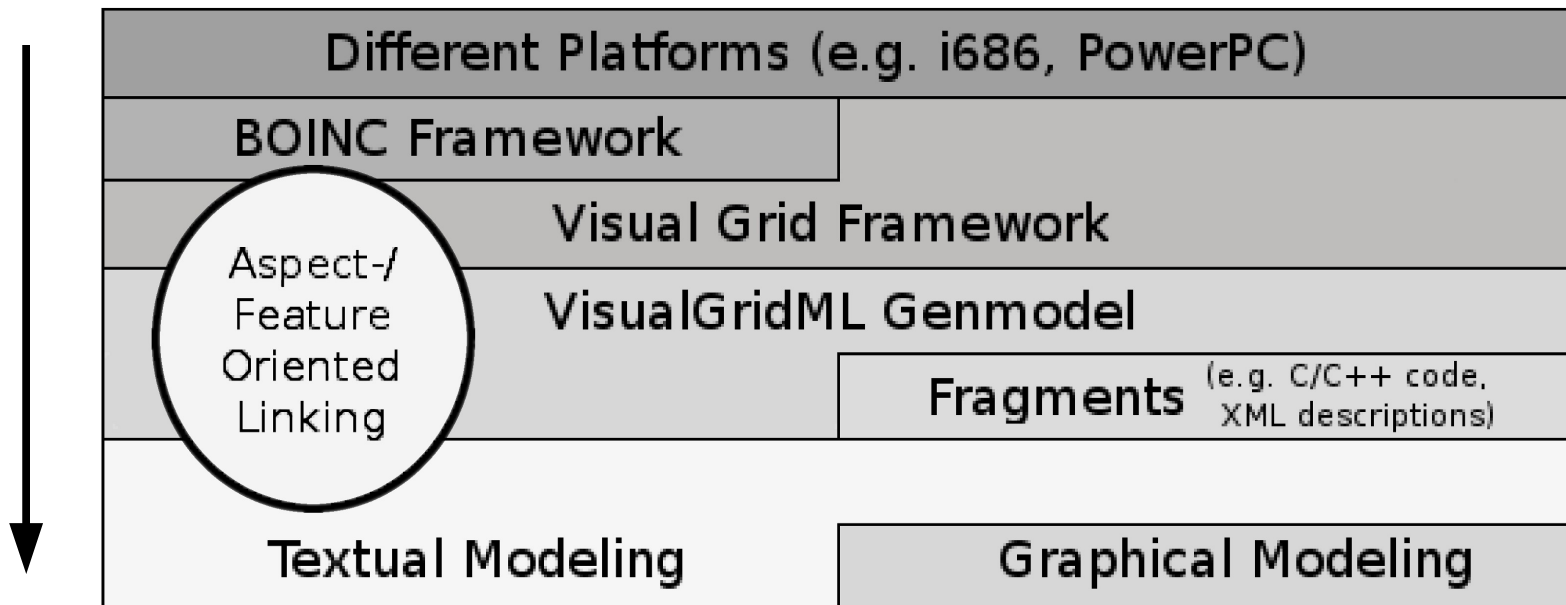 Different Platforms (e.g. i686, PowerPC)
BOINC Framework
Visual Grid Framework
Aspect-/
Feature
Oriented
Linking
VisualGridML Genmodel
Fragments
(e.g. C/C++ code,
XML descriptions)
Textual Modeling
Graphical Modeling